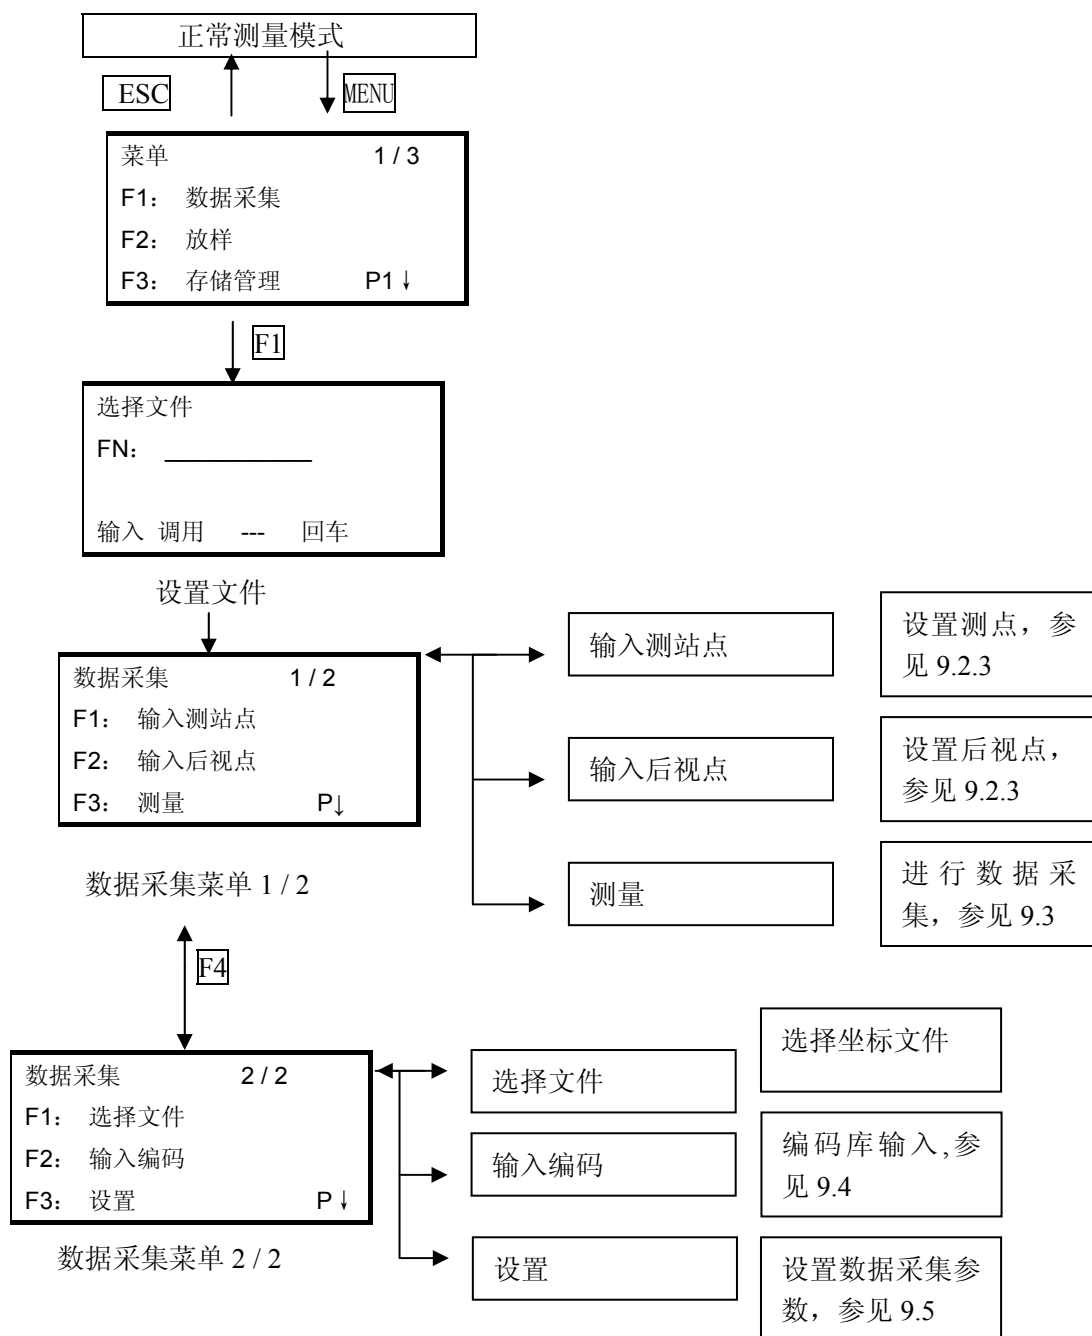 正常测量模式
ESC
MENU
菜单 1 / 3
F1: 数据采集
F2: 放样
F3: 存储管理 P1↓
F1
选择文件
FN: ___________
输入 调用 --- 回车
设置文件
数据采集 1 / 2
F1: 输入测站点
F2: 输入后视点
F3: 测量 P↓
数据采集菜单 1 / 2
输入测站点
设置测点，参
见 9.2.3
输入后视点
设置后视点，
参见 9.2.3
测量
进行数据采
集，参见 9.3
F4
数据采集 2 / 2
F1: 选择文件
F2: 输入编码
F3: 设置 P↓
数据采集菜单 2 / 2
选择文件
选择坐标文件
输入编码
编码库输入,参
见 9.4
设置
设置数据采集参
数，参见 9.5